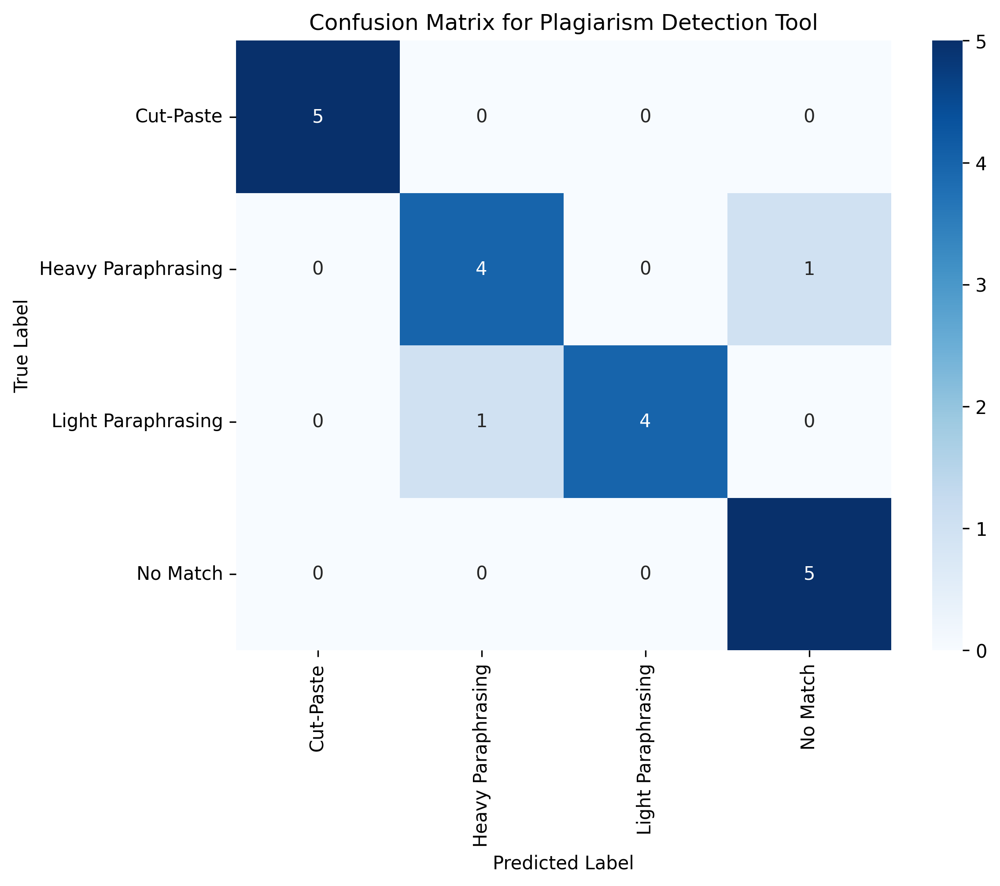 Confusion Matrix for Plagiarism Detection Tool
True Label
Cut-Paste 5 0 0 0
Heavy Paraphrasing 0 4 0 1
Light Paraphrasing 0 1 4 0
No Match 0 0 0 5
Cut-Paste
Heavy Paraphrasing
Light Paraphrasing
No Match
Predicted Label
5
4
3
2
1
0